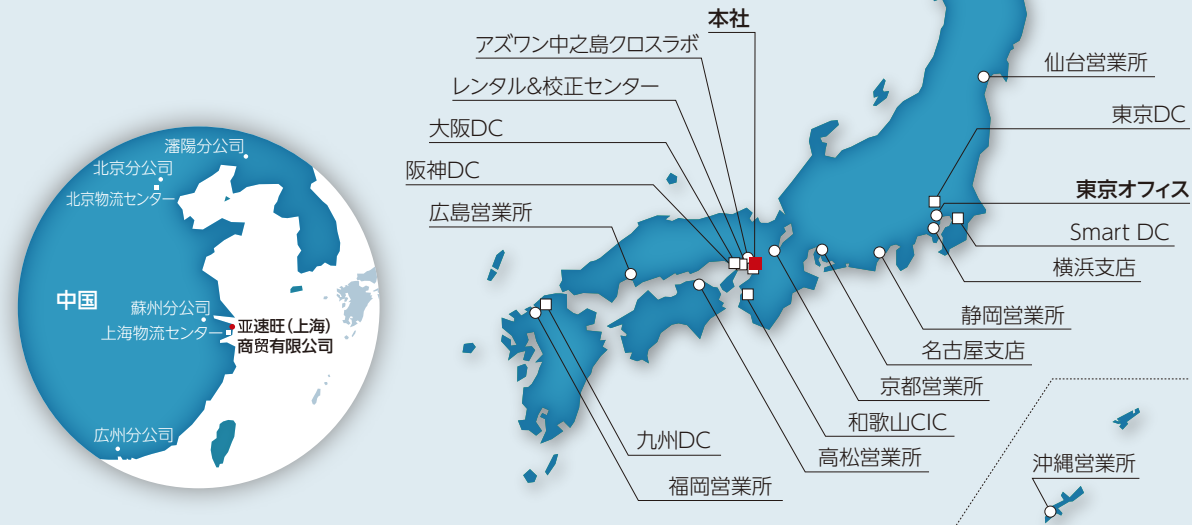 本社
アズワン中之島クロスラボ
レンタル&校正センター
大阪DC
阪神DC
広島営業所
仙台営業所
東京DC
東京オフィス
Smart DC
横浜支店
静岡営業所
名古屋支店
京都営業所
和歌山CIC
高松営業所
九州DC
福岡営業所
沖縄営業所
瀋陽分公司
北京分公司
北京物流センター
中国
蘇州分公司
上海物流センター
亚速旺(上海)
商贸有限公司
広州分公司